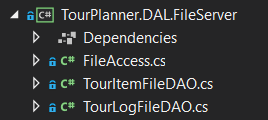 C# TourPlanner.DAL.FileServer
Dependencies
C# FileAccess.cs
C# TourItemFileDAO.cs
C# TourLogFileDAO.cs